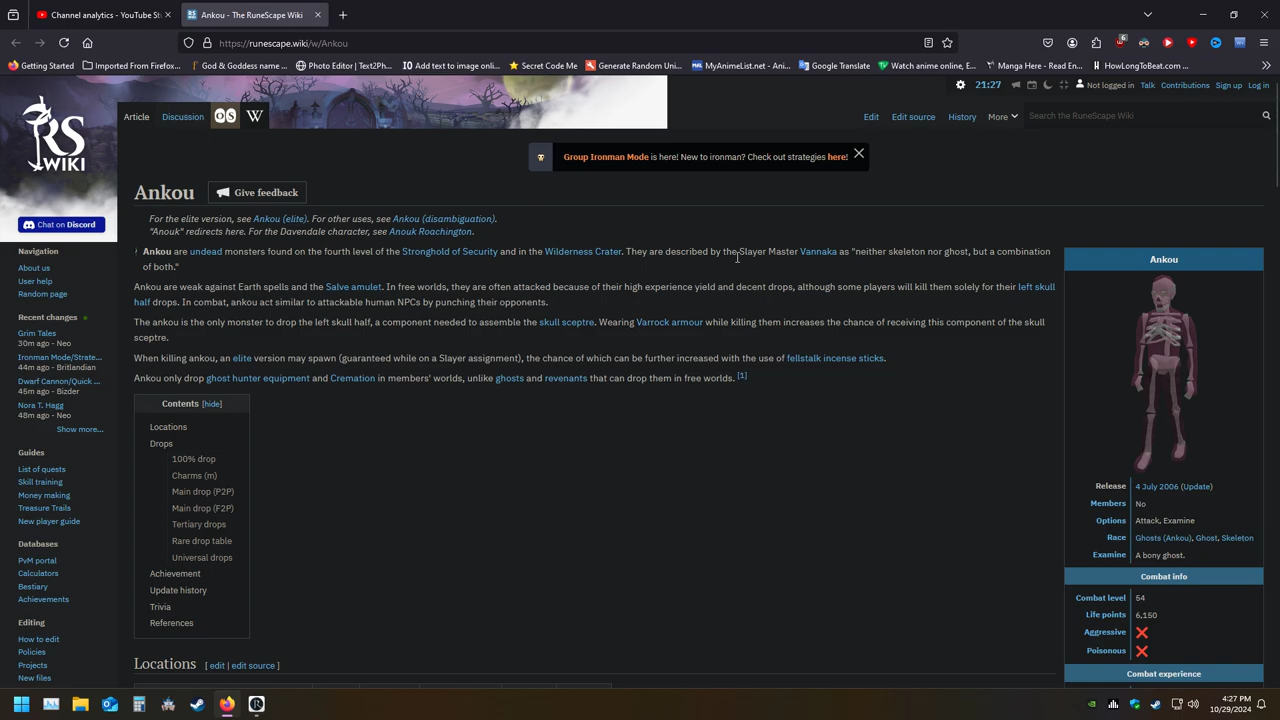 Channel analytics - YouTube St
Ankou - The RuneScape Wiki
https://runescape.wiki/w/Ankou
Getting Started
Imported From Firefox...
God & Goddess name ...
Photo Editor | Text2Ph...
Add text to image onlin...
Secret Code Me
Generate Random Uni...
MyAnimeList.net - Ani...
Google Translate
Watch anime online, E...
Manga Here - Read En...
HowLongToBeat.com ...
RS
WIKI
21:27
Not logged in
Talk
Contributions
Sign up
Log in
Article
Discussion
OS
W
Edit
Edit source
History
More
Search the RuneScape Wiki
Group Ironman Mode is here! New to ironman? Check out strategies here!
Ankou
Give feedback
For the elite version, see Ankou (elite). For other uses, see Ankou (disambiguation).
"Anouk" redirects here. For the Davendale character, see Anouk Roachington.
Ankou are undead monsters found on the fourth level of the Stronghold of Security and in the Wilderness Crater. They are described by the Slayer Master Vannaka as "neither skeleton nor ghost, but a combination
of both."
Ankou are weak against Earth spells and the Salve amulet. In free worlds, they are often attacked because of their high experience yield and decent drops, although some players will kill them solely for their left skull
half drops. In combat, ankou act similar to attackable human NPCs by punching their opponents.
The ankou is the only monster to drop the left skull half, a component needed to assemble the skull sceptre. Wearing Varrock armour while killing them increases the chance of receiving this component of the skull
sceptre.
When killing ankou, an elite version may spawn (guaranteed while on a Slayer assignment), the chance of which can be further increased with the use of fellstalk incense sticks.
Ankou only drop ghost hunter equipment and Cremation in members' worlds, unlike ghosts and revenants that can drop them in free worlds. [1]
Contents [hide]
Locations
Drops
100% drop
Charms (m)
Main drop (P2P)
Main drop (F2P)
Tertiary drops
Rare drop table
Universal drops
Achievement
Update history
Trivia
References
Locations [ edit | edit source ]
Chat on Discord
Navigation
About us
User help
Random page
Recent changes
Grim Tales
30m ago - Neo
Ironman Mode/Strate...
44m ago - Britlandian
Dwarf Cannon/Quick ...
45m ago - Bizder
Nora T. Hagg
48m ago - Neo
Show more...
Guides
List of quests
Skill training
Money making
Treasure Trails
New player guide
Databases
PvM portal
Calculators
Bestiary
Achievements
Editing
How to edit
Policies
Projects
New files
Ankou
Release 4 July 2006 (Update)
Members No
Options Attack, Examine
Race Ghosts (Ankou), Ghost, Skeleton
Examine A bony ghost.
Combat info
Combat level 54
Life points 6,150
Aggressive
Poisonous
Combat experience
4:27 PM
10/29/2024